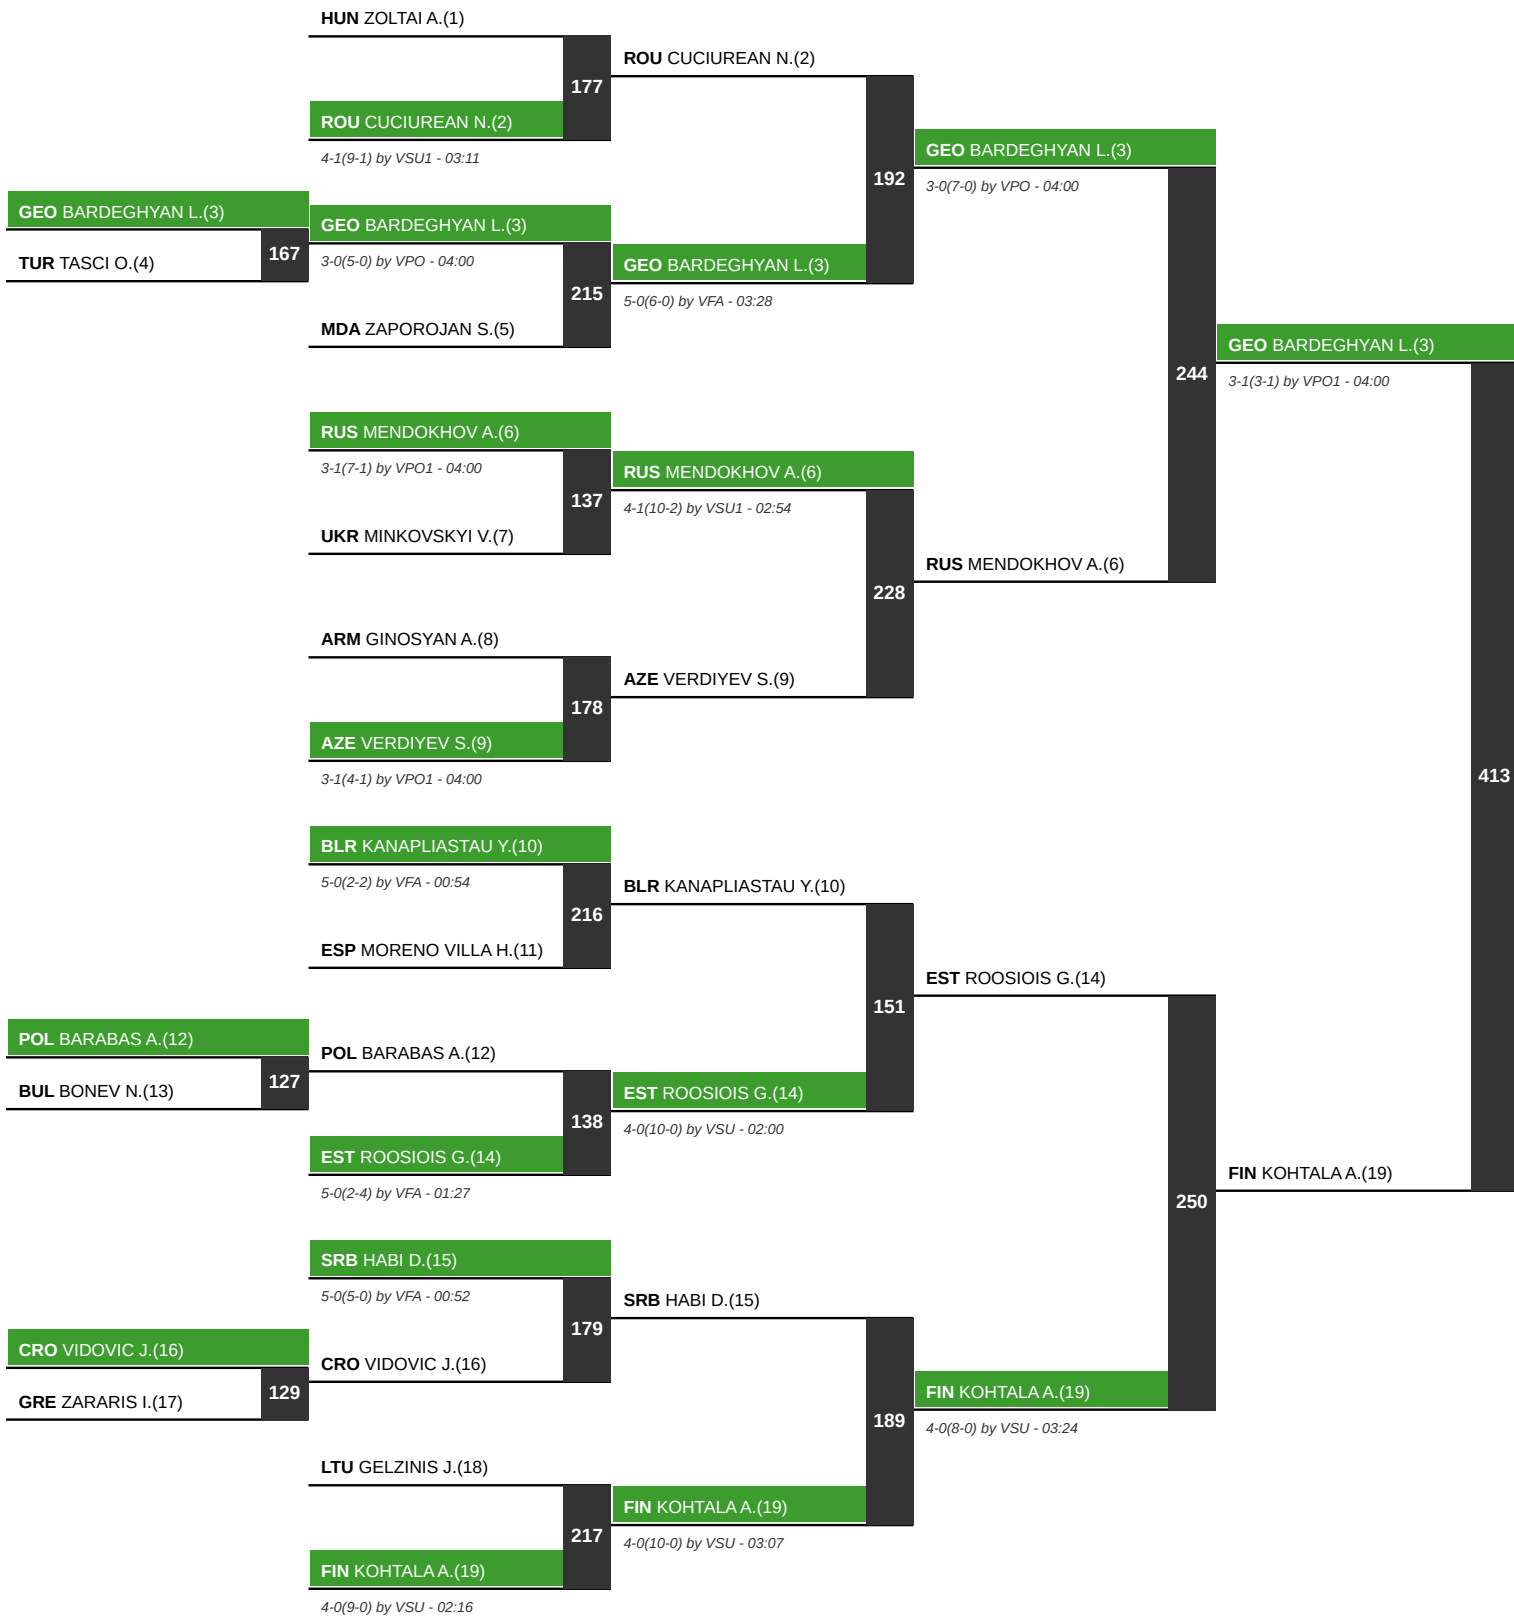 HUN ZOLTAI A.(1)
177
ROU CUCIUREAN N.(2)
4-1(9-1) by VSU1 - 03:11
GEO BARDEGHYAN L.(3)
167
TUR TASCI O.(4)
GEO BARDEGHYAN L.(3)
3-0(5-0) by VPO - 04:00
215
MDA ZAPOROJAN S.(5)
RUS MENDOKHOV A.(6)
3-1(7-1) by VPO1 - 04:00
137
UKR MINKOVSKYI V.(7)
ARM GINOSYAN A.(8)
178
AZE VERDIYEV S.(9)
3-1(4-1) by VPO1 - 04:00
BLR KANAPLIASTAU Y.(10)
5-0(2-2) by VFA - 00:54
216
ESP MORENO VILLA H.(11)
POL BARABAS A.(12)
127
BUL BONEV N.(13)
POL BARABAS A.(12)
138
EST ROOSIOIS G.(14)
5-0(2-4) by VFA - 01:27
SRB HABI D.(15)
5-0(5-0) by VFA - 00:52
179
CRO VIDOVIC J.(16)
129
GRE ZARARIS I.(17)
CRO VIDOVIC J.(16)
LTU GELZINIS J.(18)
217
FIN KOHTALA A.(19)
4-0(9-0) by VSU - 02:16
ROU CUCIUREAN N.(2)
192
GEO BARDEGHYAN L.(3)
5-0(6-0) by VFA - 03:28
RUS MENDOKHOV A.(6)
4-1(10-2) by VSU1 - 02:54
228
AZE VERDIYEV S.(9)
BLR KANAPLIASTAU Y.(10)
151
EST ROOSIOIS G.(14)
4-0(10-0) by VSU - 02:00
SRB HABI D.(15)
189
FIN KOHTALA A.(19)
4-0(10-0) by VSU - 03:07
GEO BARDEGHYAN L.(3)
3-0(7-0) by VPO - 04:00
244
RUS MENDOKHOV A.(6)
EST ROOSIOIS G.(14)
250
FIN KOHTALA A.(19)
4-0(8-0) by VSU - 03:24
GEO BARDEGHYAN L.(3)
3-1(3-1) by VPO1 - 04:00
413
FIN KOHTALA A.(19)